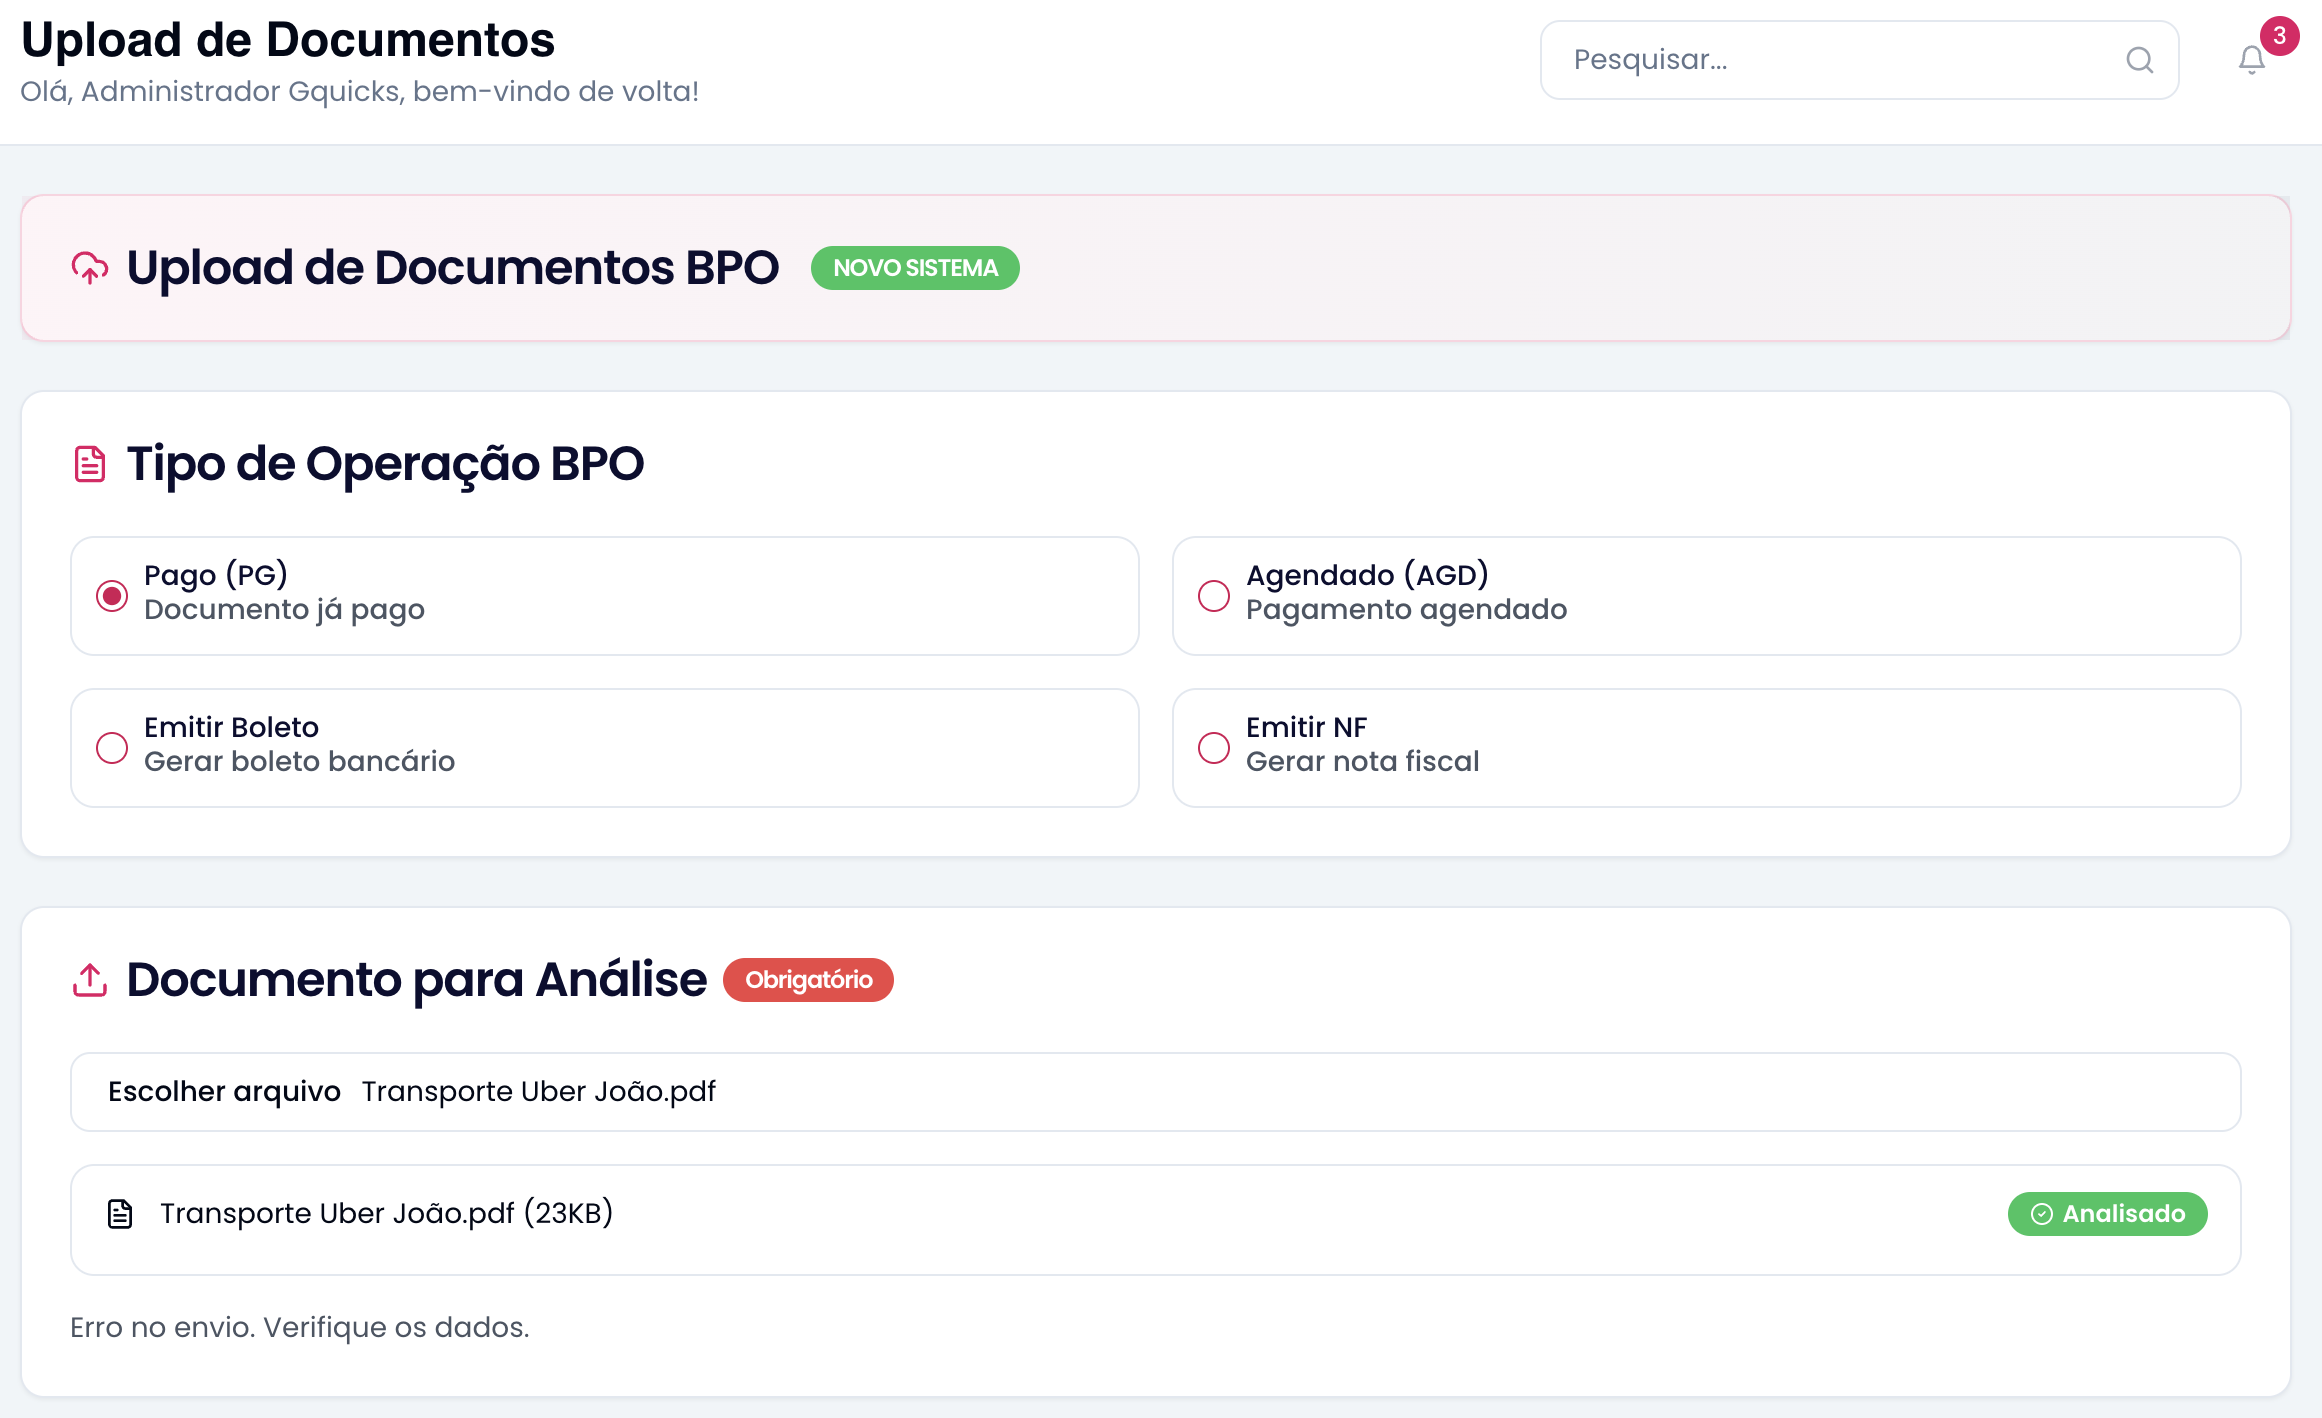 Upload de Documentos
Olá, Administrador Gquicks, bem-vindo de volta!
Pesquisar...
3
Upload de Documentos BPO
NOVO SISTEMA
Tipo de Operação BPO
Pago (PG)
Documento já pago
Agendado (AGD)
Pagamento agendado
Emitir Boleto
Gerar boleto bancário
Emitir NF
Gerar nota fiscal
Documento para Análise
Obrigatório
Escolher arquivo Transporte Uber João.pdf
Transporte Uber João.pdf (23KB)
Analisado
Erro no envio. Verifique os dados.